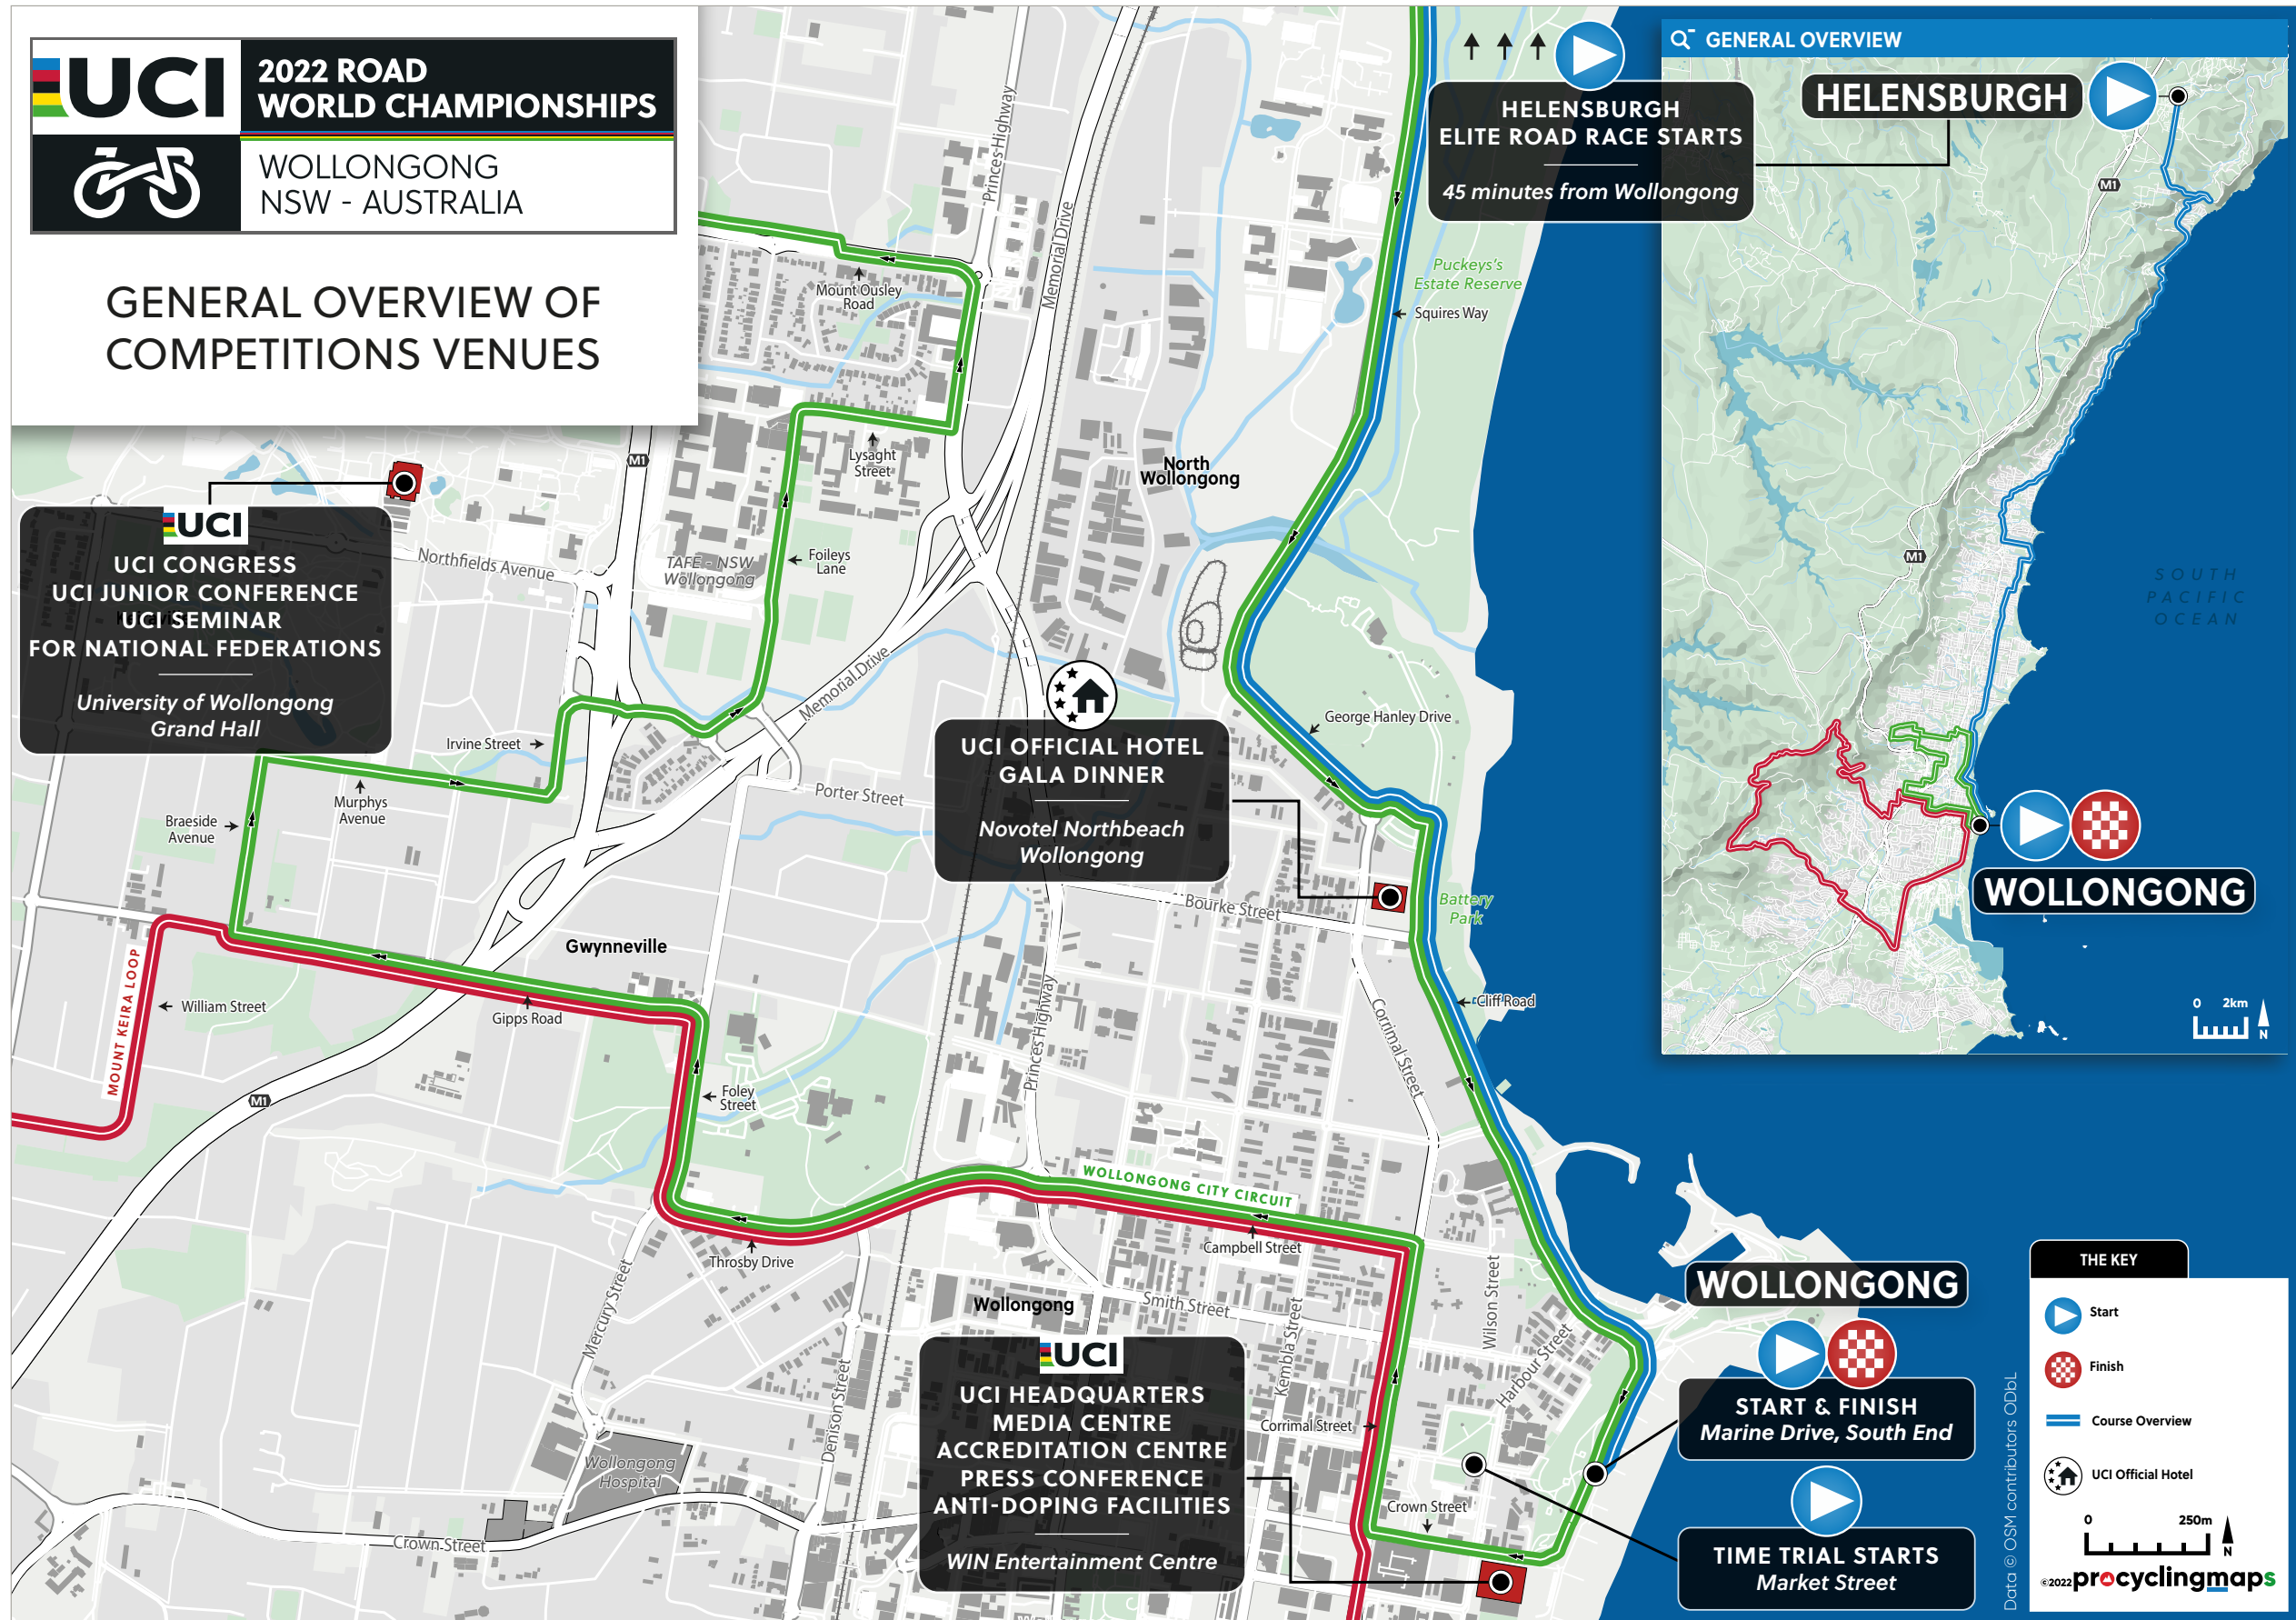 UCI
2022 ROAD
WORLD CHAMPIONSHIPS
WOLLONGONG
NSW - AUSTRALIA
GENERAL OVERVIEW OF
COMPETITIONS VENUES
HELENSBURGH
ELITE ROAD RACE STARTS
45 minutes from Wollongong
GENERAL OVERVIEW
HELENSBURGH
M1
M1
SOUTH
PACIFIC
OCEAN
WOLLONGONG
0 2km
N
Princes Highway
Memorial Drive
Mount Ousley
Road
Puckeys's
Estate Reserve
Squires Way
Lysaght
Street
North
Wollongong
M1
UCI
UCI CONGRESS
UCI JUNIOR CONFERENCE
UCI SEMINAR
FOR NATIONAL FEDERATIONS
University of Wollongong
Grand Hall
Northfields Avenue
TAFE - NSW
Wollongong
Foileys
Lane
Memorial Drive
Irvine Street
George Hanley Drive
UCI OFFICIAL HOTEL
GALA DINNER
Novotel Northbeach
Wollongong
Murphys
Avenue
Braeside
Avenue
Porter Street
Bourke Street
Battery
Park
Gwynneville
MOUNT KEIRA LOOP
William Street
Gipps Road
Princes Highway
Corrimal Street
Cliff Road
M1
Foley
Street
WOLLONGONG CITY CIRCUIT
Campbell Street
Throsby Drive
Mercury Street
Wollongong
Smith Street
Kembla Street
Wilson Street
Harbour Street
Denison Street
WOLLONGONG
START & FINISH
Marine Drive, South End
TIME TRIAL STARTS
Market Street
UCI
UCI HEADQUARTERS
MEDIA CENTRE
ACCREDITATION CENTRE
PRESS CONFERENCE
ANTI-DOPING FACILITIES
WIN Entertainment Centre
Corrimal Street
Crown Street
Wollongong
Hospital
Crown Street
THE KEY
Start
Finish
Course Overview
UCI Official Hotel
0 250m
N
©2022 procyclingmaps
Data © OSM contributors ODbL